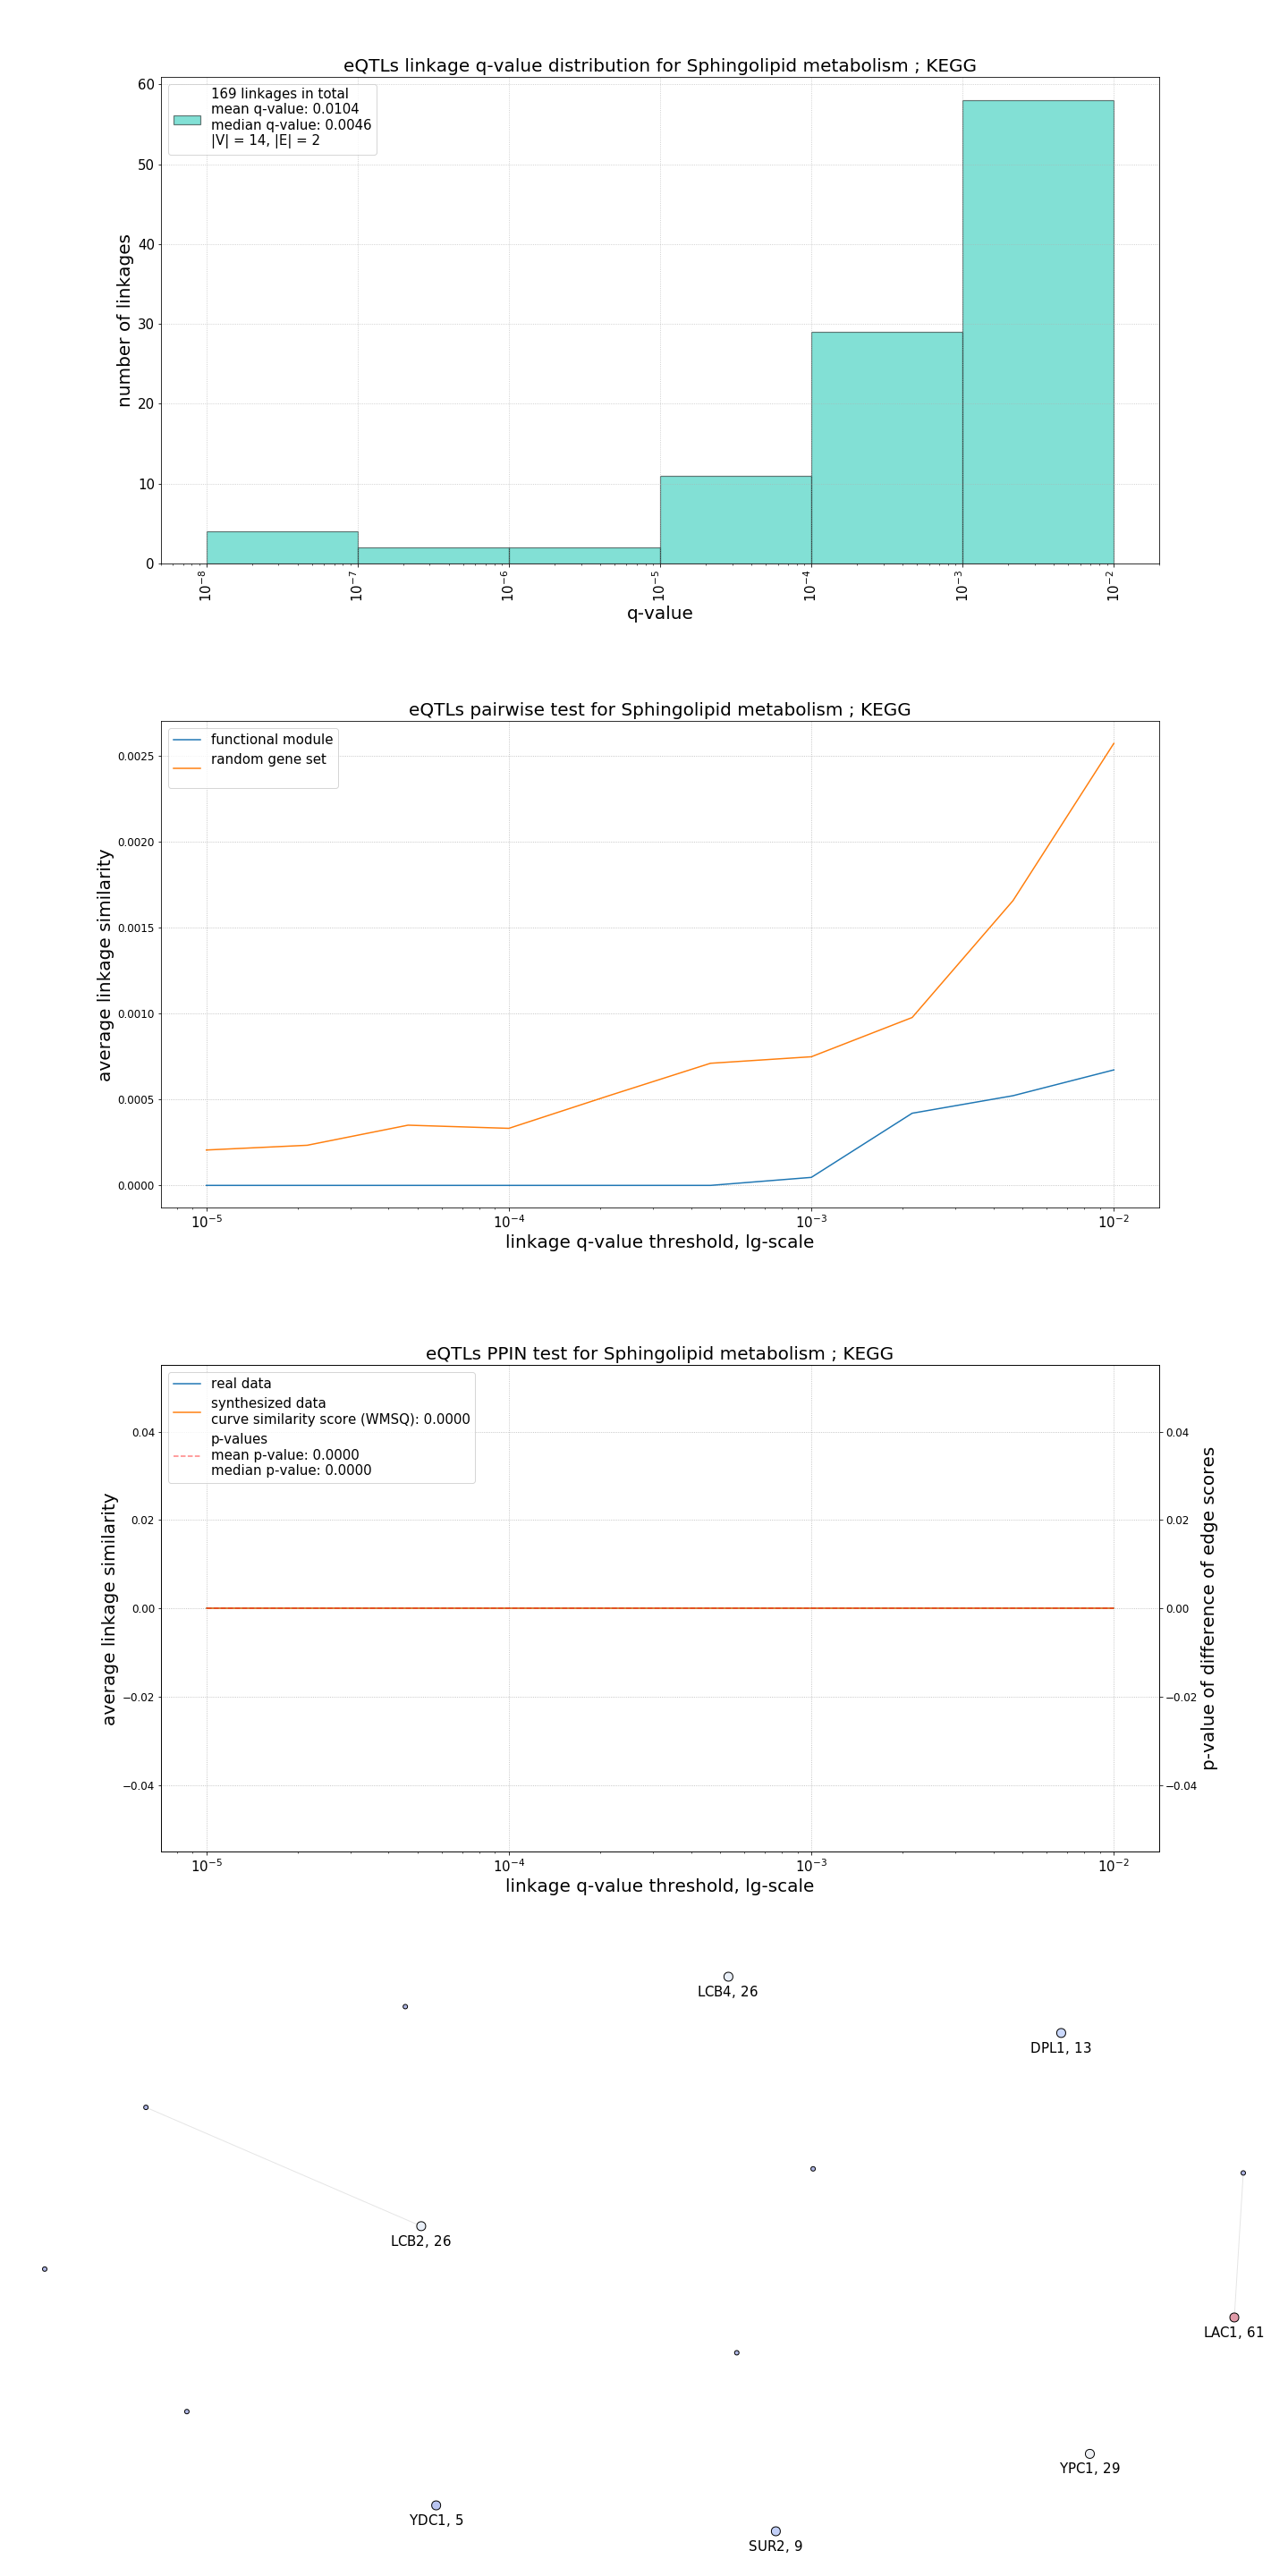 eQTLs linkage q-value distribution for Sphingolipid metabolism ; KEGG
169 linkages in total
mean q-value: 0.0104
median q-value: 0.0046
|V| = 14, |E| = 2
number of linkages
60
50
40
30
20
10
0
10⁻⁸ 10⁻⁷ 10⁻⁶ 10⁻⁵ 10⁻⁴ 10⁻³ 10⁻²
q-value
eQTLs pairwise test for Sphingolipid metabolism ; KEGG
functional module
random gene set
average linkage similarity
0.0025
0.0020
0.0015
0.0010
0.0005
0.0000
10⁻⁵ 10⁻⁴ 10⁻³ 10⁻²
linkage q-value threshold, lg-scale
eQTLs PPIN test for Sphingolipid metabolism ; KEGG
real data
synthesized data
curve similarity score (WMSQ): 0.0000
p-values
mean p-value: 0.0000
median p-value: 0.0000
average linkage similarity
0.04
0.02
0.00
−0.02
−0.04
0.04
0.02
0.00
−0.02
−0.04
p-value of difference of edge scores
10⁻⁵ 10⁻⁴ 10⁻³ 10⁻²
linkage q-value threshold, lg-scale
LCB4, 26
DPL1, 13
LCB2, 26
LAC1, 61
YPC1, 29
YDC1, 5
SUR2, 9